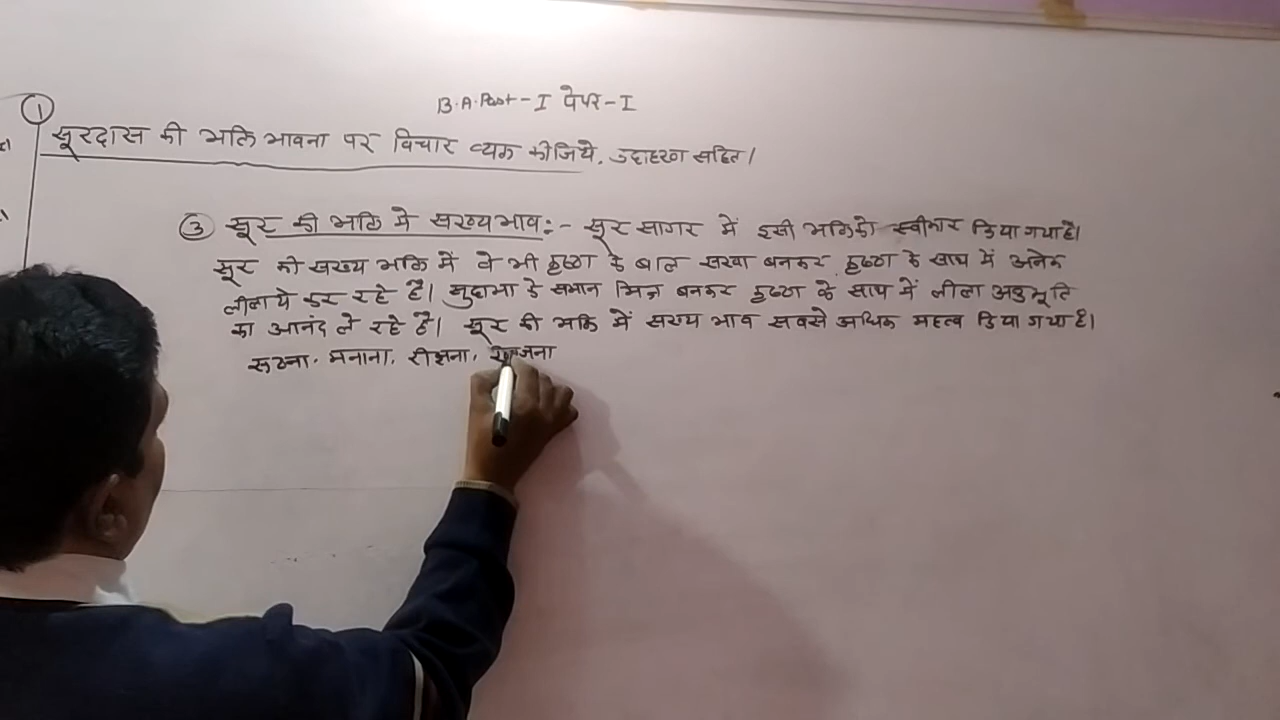 B.A. Part - I पेपर - I
① सूरदास की भक्ति भावना पर विचार व्यक्त कीजिये, उदाहरण सहित।
③ सूर की भक्ति मे सख्य भाव :- सूर सागर में इसी भक्ति को स्वीकार किया गया है।
सूर की सख्य भक्ति में वे भी कृष्ण के बाल सखा बनकर कृष्ण के साथ में अनेक
लीलाये कर रहे है। सुदामा के समान मित्र बनकर कृष्ण के साथ में लीला अनुभूति
का आनंद ले रहे है। सूर की भक्ति में सख्य भाव सबसे अधिक महत्व दिया गया है।
रूठना, मनाना, रीझना,